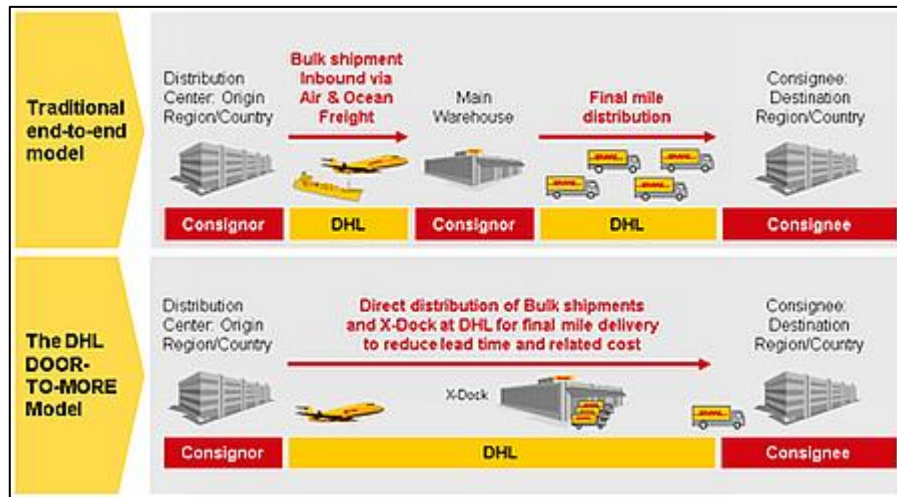 Traditional
end-to-end
model
Distribution
Center: Origin
Region/Country
Bulk shipment
Inbound via
Air & Ocean
Freight
Main
Warehouse
Final mile
distribution
Consignee:
Destination
Region/Country
Consignor
DHL
Consignor
DHL
Consignee
The DHL
DOOR-
TO-MORE
Model
Distribution
Center: Origin
Region/Country
Direct distribution of Bulk shipments
and X-Dock at DHL for final mile delivery
to reduce lead time and related cost
Consignee:
Destination
Region/Country
X-Dock
Consignor
DHL
Consignee